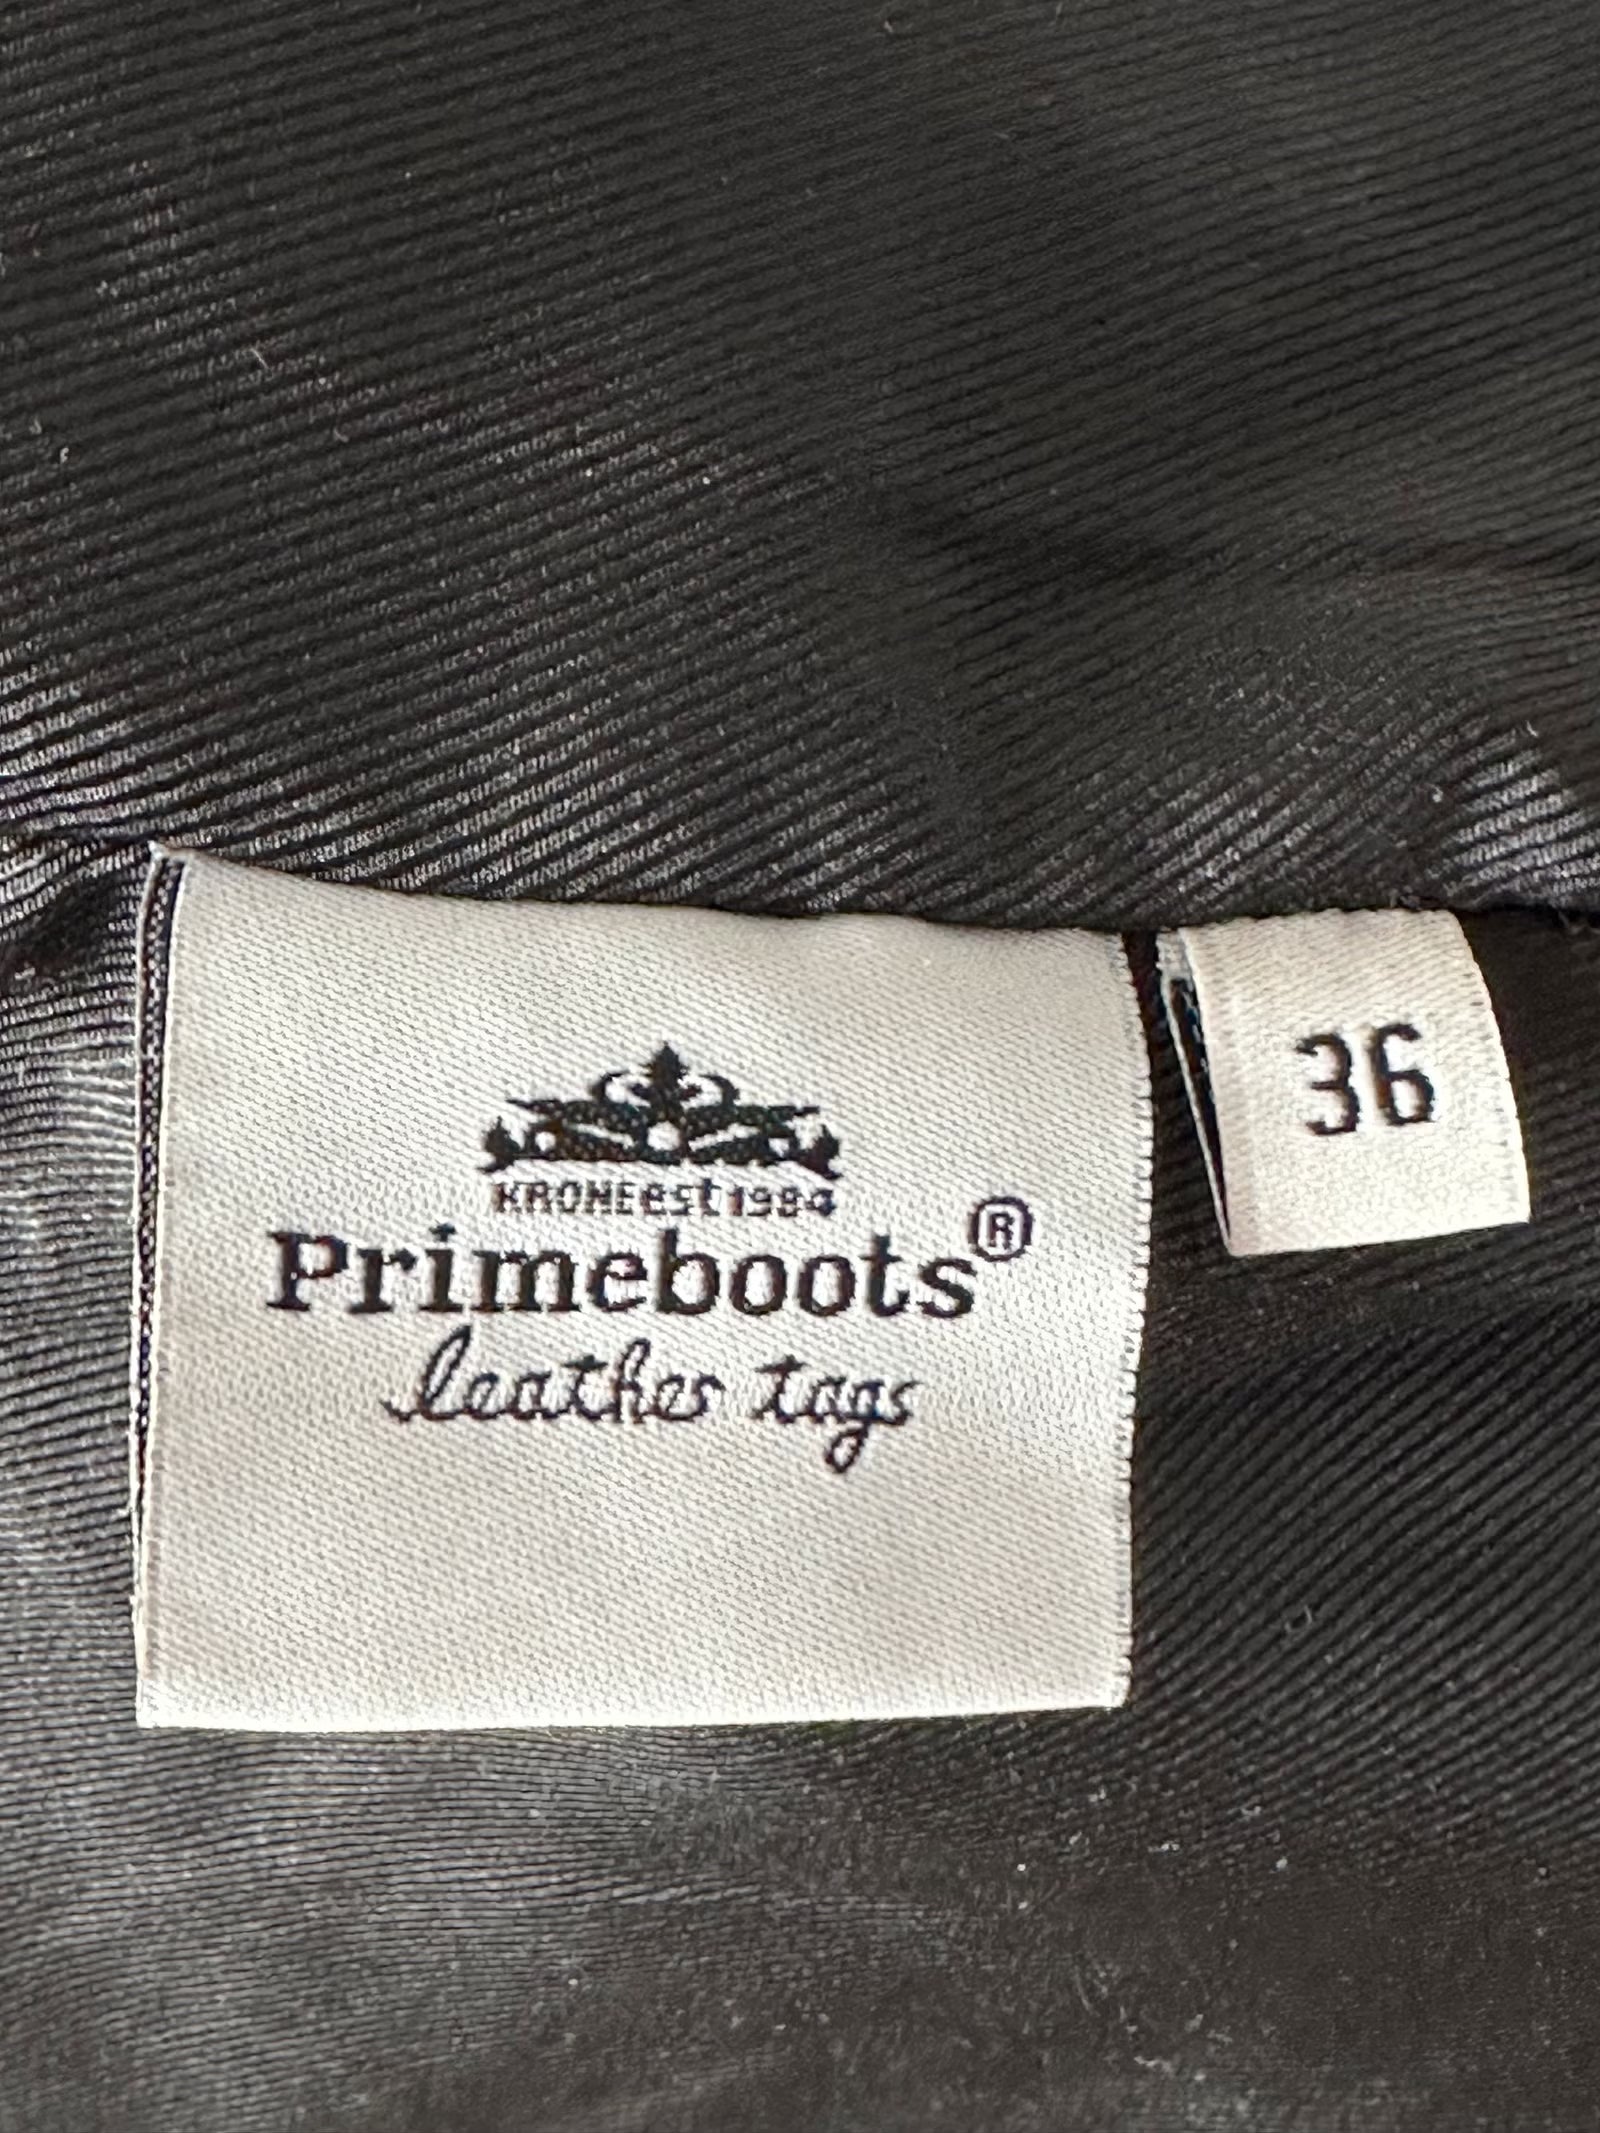 KRONEest1984
Primeboots®
leather tags
36